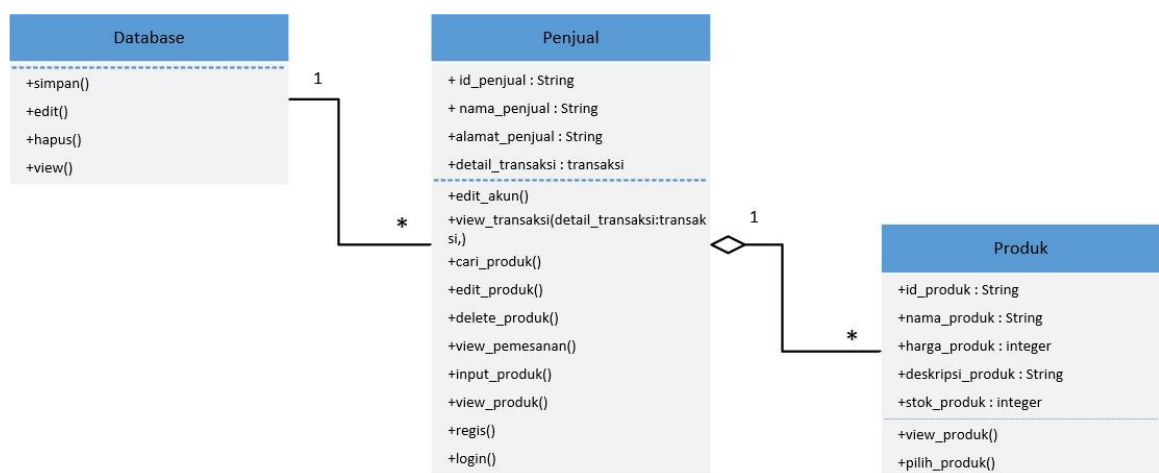 Database
+simpan()
+edit()
+hapus()
+view()
1
*
Penjual
+ id_penjual : String
+ nama_penjual : String
+alamat_penjual : String
+detail_transaksi : transaksi
+edit_akun()
+view_transaksi(detail_transaksi:transak
si,)
+cari_produk()
+edit_produk()
+delete_produk()
+view_pemesanan()
+input_produk()
+view_produk()
+regis()
+login()
1
*
Produk
+id_produk : String
+nama_produk : String
+harga_produk : integer
+deskripsi_produk : String
+stok_produk : integer
+view_produk()
+pilih_produk()